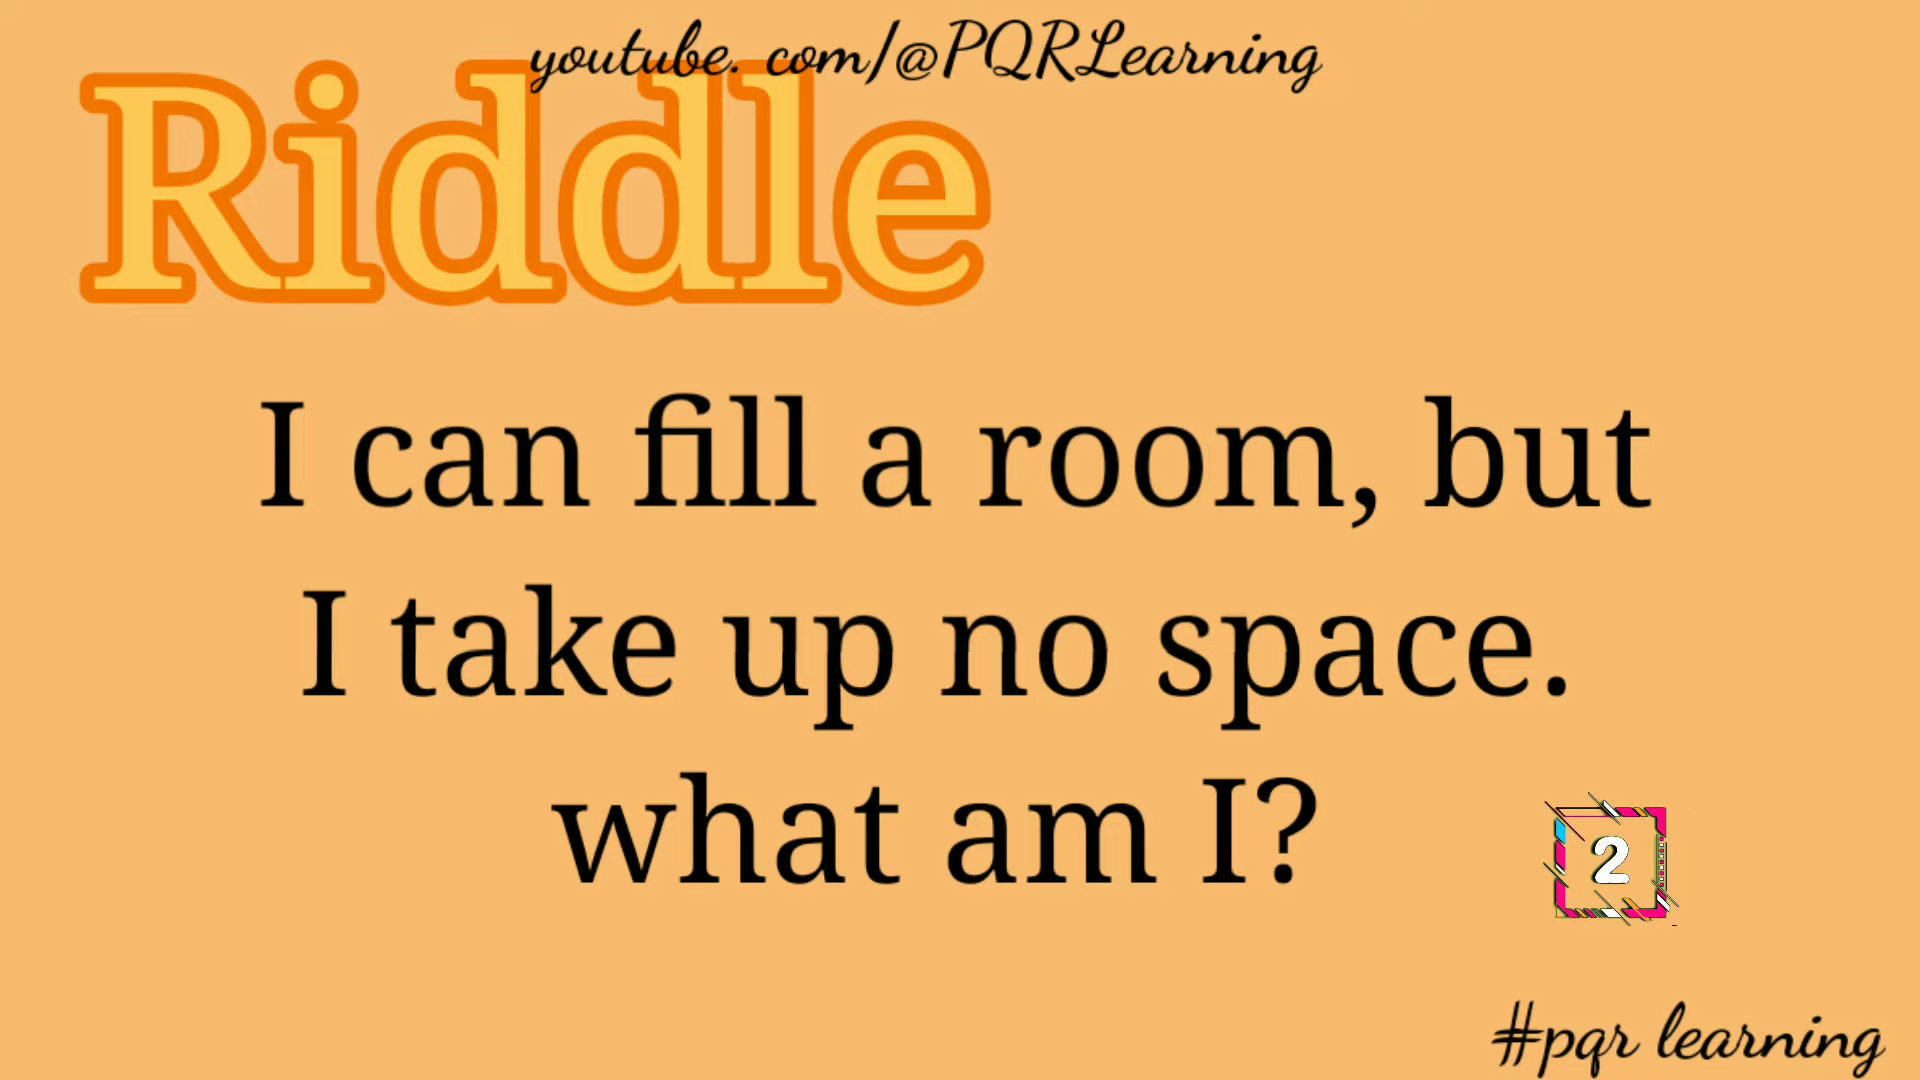 youtube. com/@PQRLearning
Riddle
I can fill a room, but
I take up no space.
what am I?
2
#pqr learning